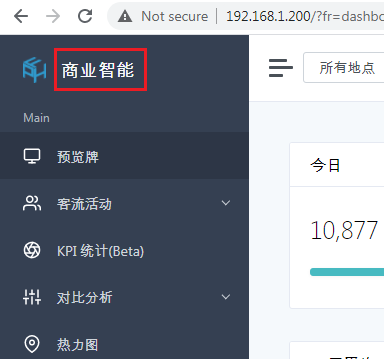 Not secure | 192.168.1.200/?fr=dashbo
商业智能
所有地点
Main
预览牌
今日
客流活动
10,877
KPI 统计(Beta)
对比分析
热力图